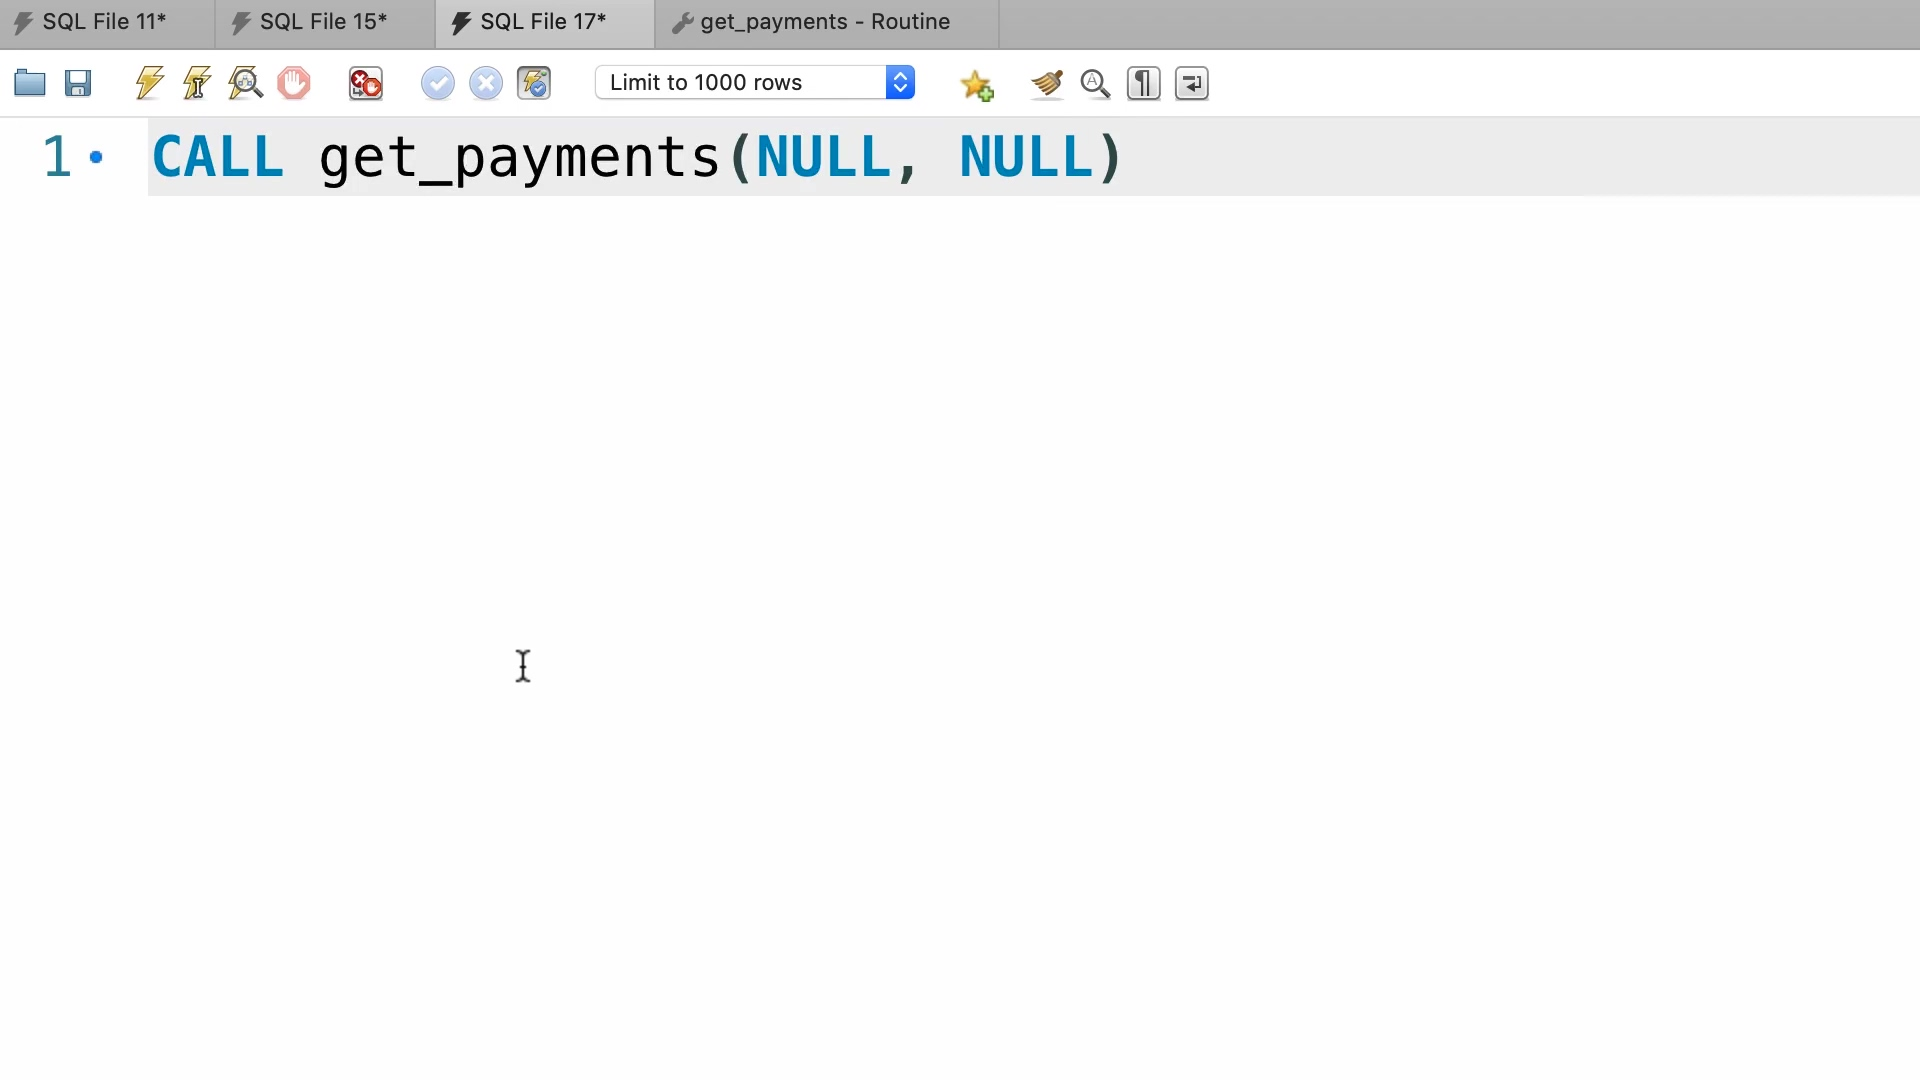 SQL File 11* SQL File 15* SQL File 17* get_payments - Routine
Limit to 1000 rows
1 CALL get_payments(NULL, NULL)